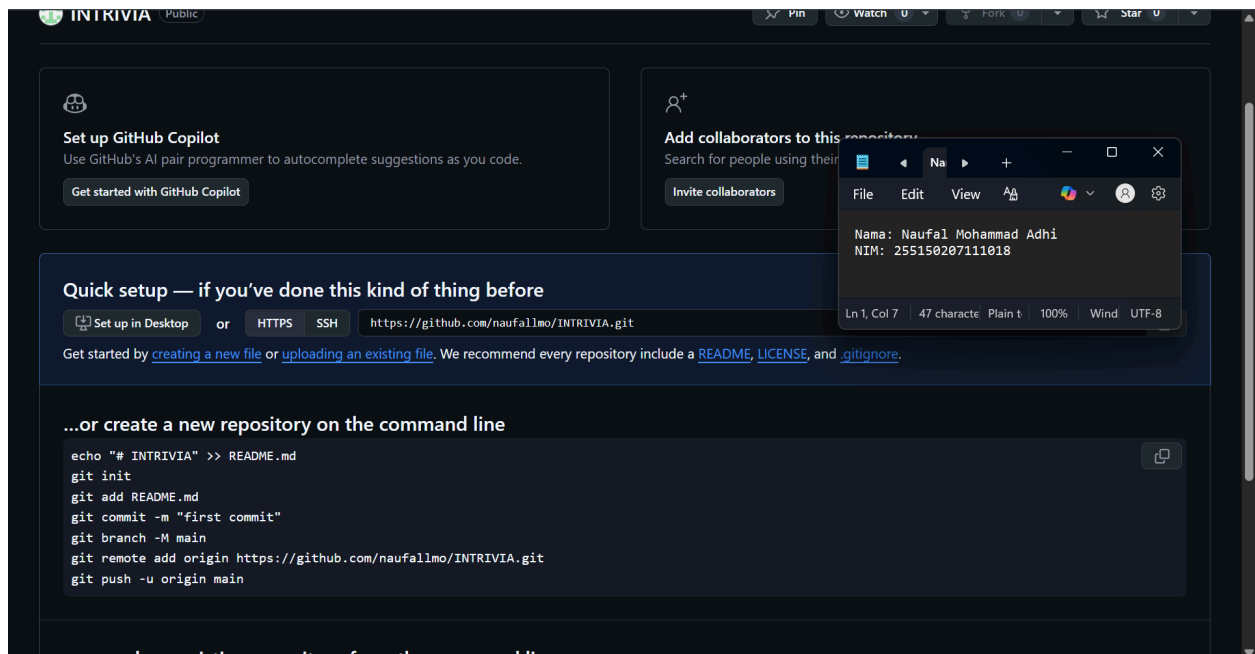 INTRIVIA Public
Pin
Watch 0
Fork 0
Star 0
Set up GitHub Copilot
Use GitHub's AI pair programmer to autocomplete suggestions as you code.
Get started with GitHub Copilot
Add collaborators to this repository
Search for people using their
Invite collaborators
Na
File Edit View
Nama: Naufal Mohammad Adhi
NIM: 255150207111018
Ln 1, Col 7 47 characte Plain t 100% Wind UTF-8
Quick setup — if you've done this kind of thing before
Set up in Desktop or HTTPS SSH https://github.com/naufallmo/INTRIVIA.git
Get started by creating a new file or uploading an existing file. We recommend every repository include a README, LICENSE, and .gitignore.
...or create a new repository on the command line
echo "# INTRIVIA" >> README.md
git init
git add README.md
git commit -m "first commit"
git branch -M main
git remote add origin https://github.com/naufallmo/INTRIVIA.git
git push -u origin main